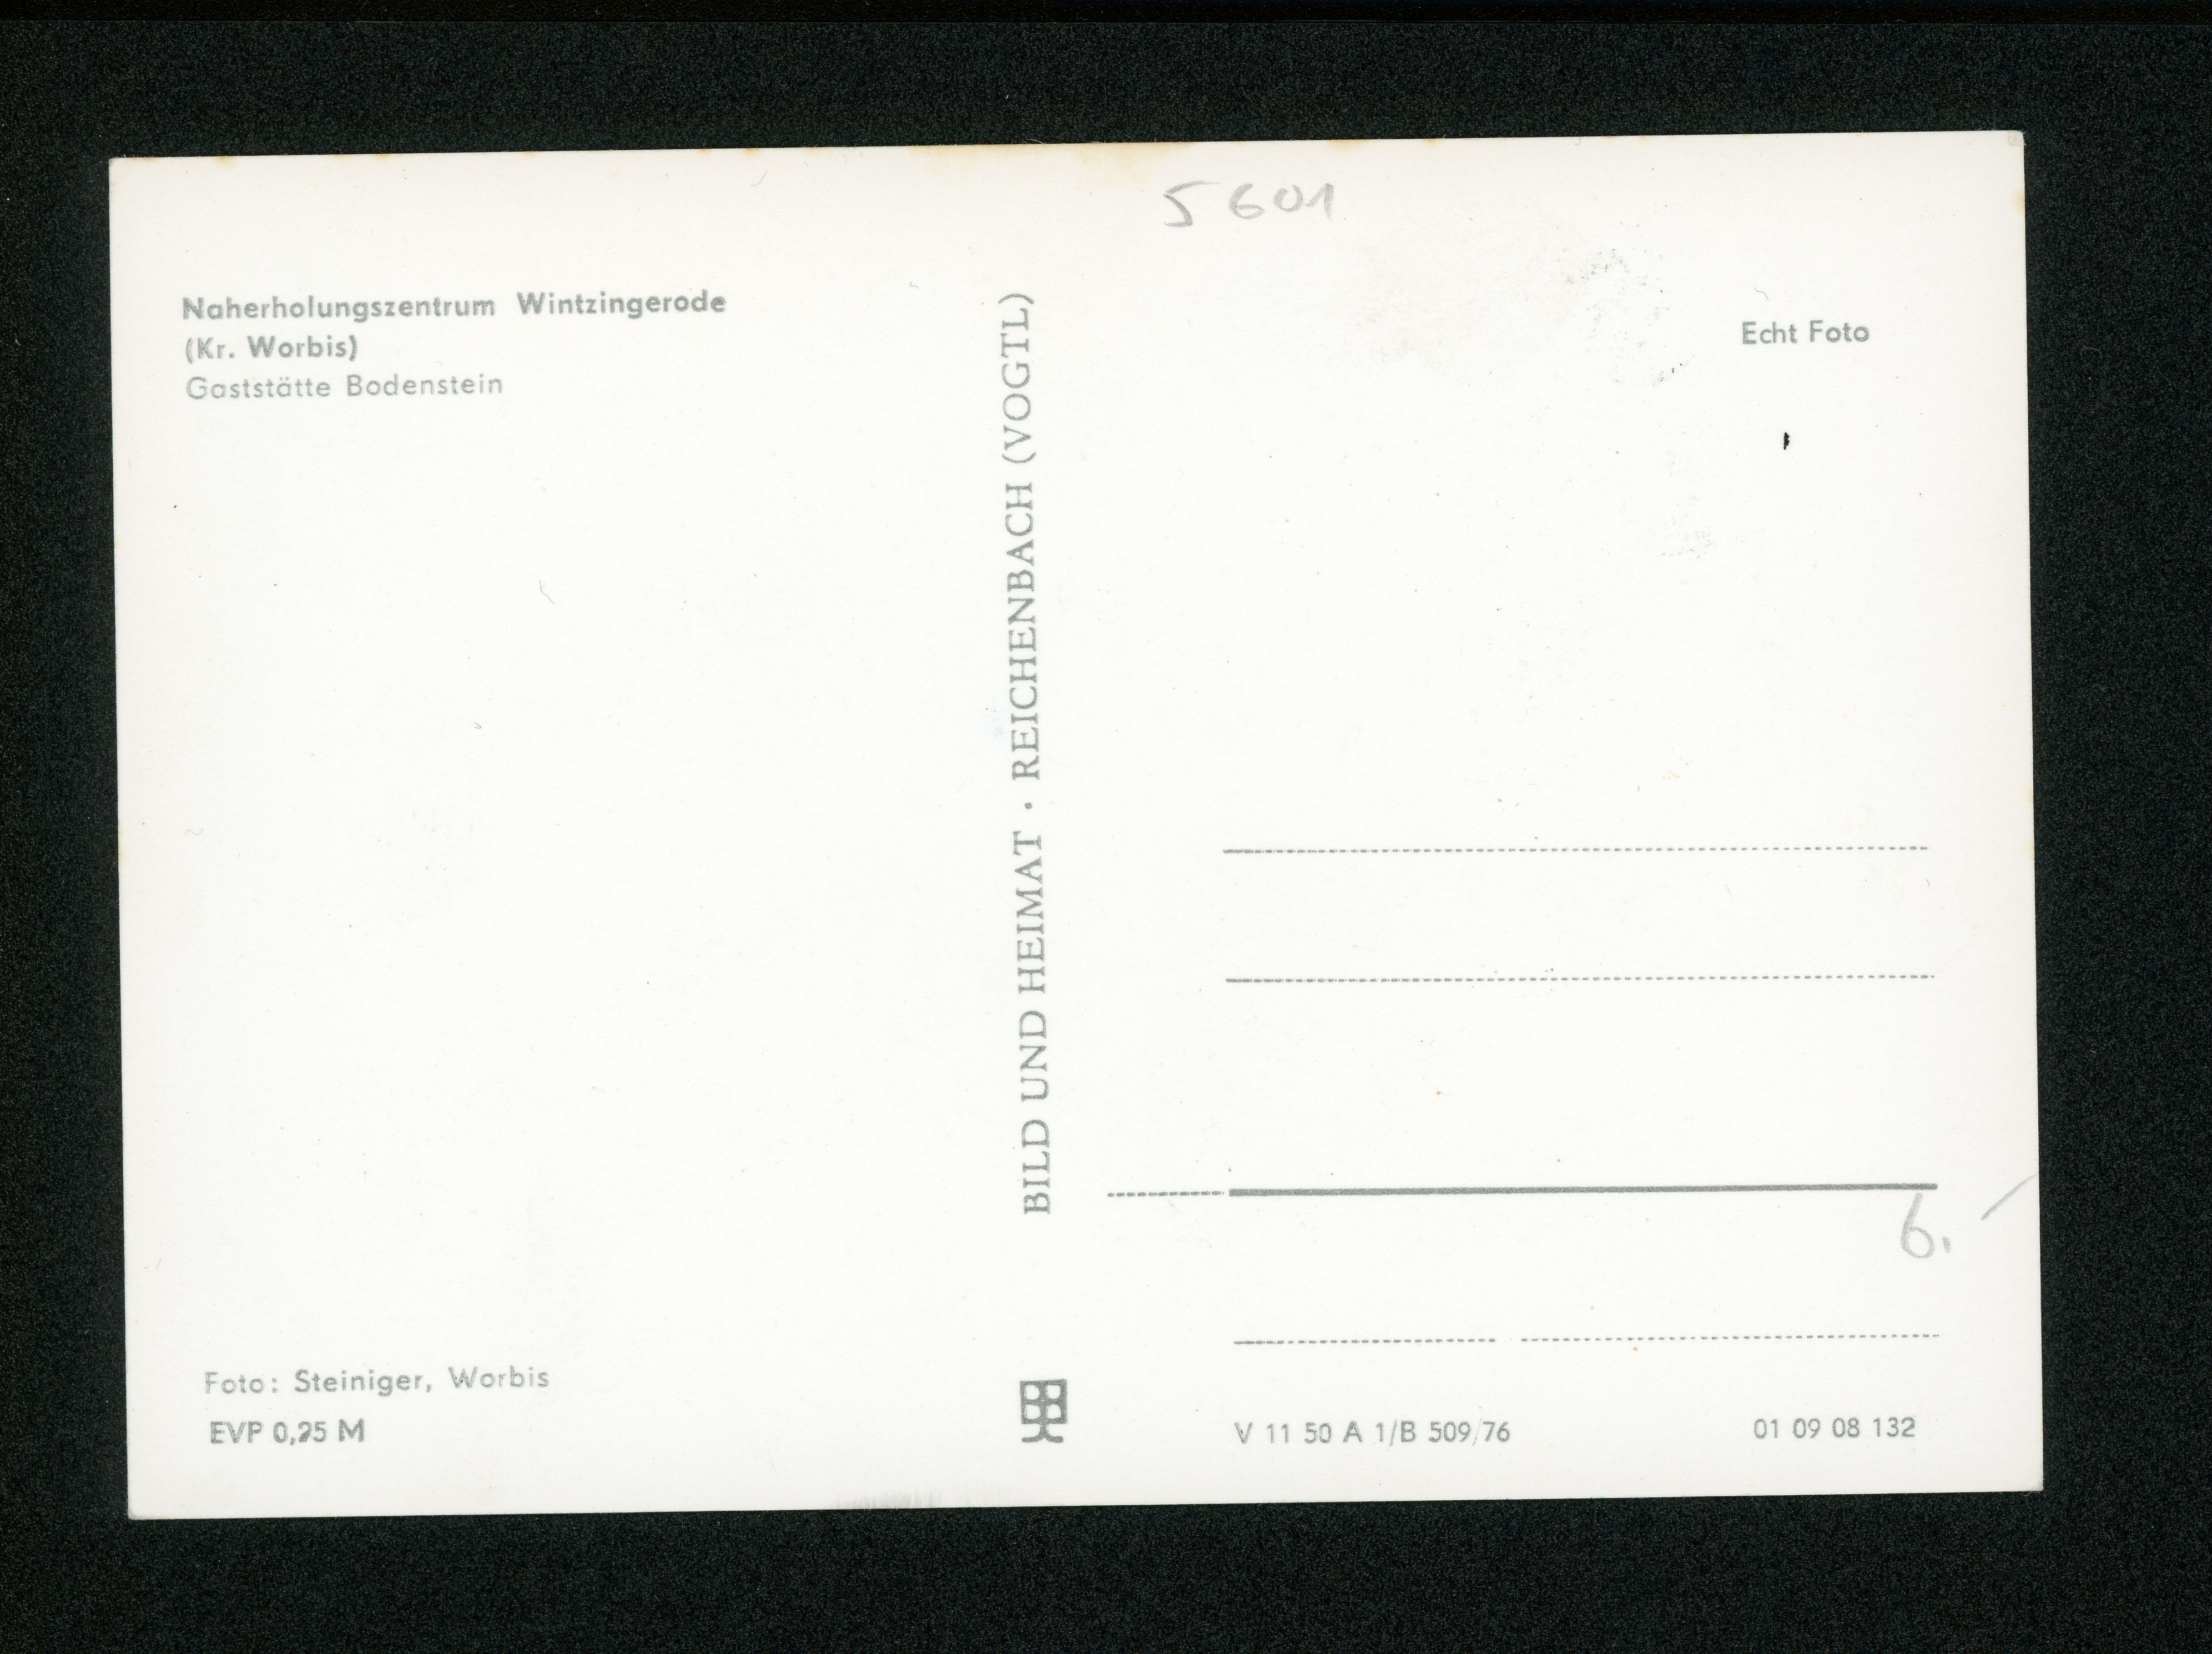 5601
Naherholungszentrum Wintzingerode
(Kr. Worbis)
Gaststätte Bodenstein
BILD UND HEIMAT · REICHENBACH (VOGTL)
Echt Foto
6.
Foto: Steiniger, Worbis
EVP 0,25 M
V 11 50 A 1/B 509/76
01 09 08 132